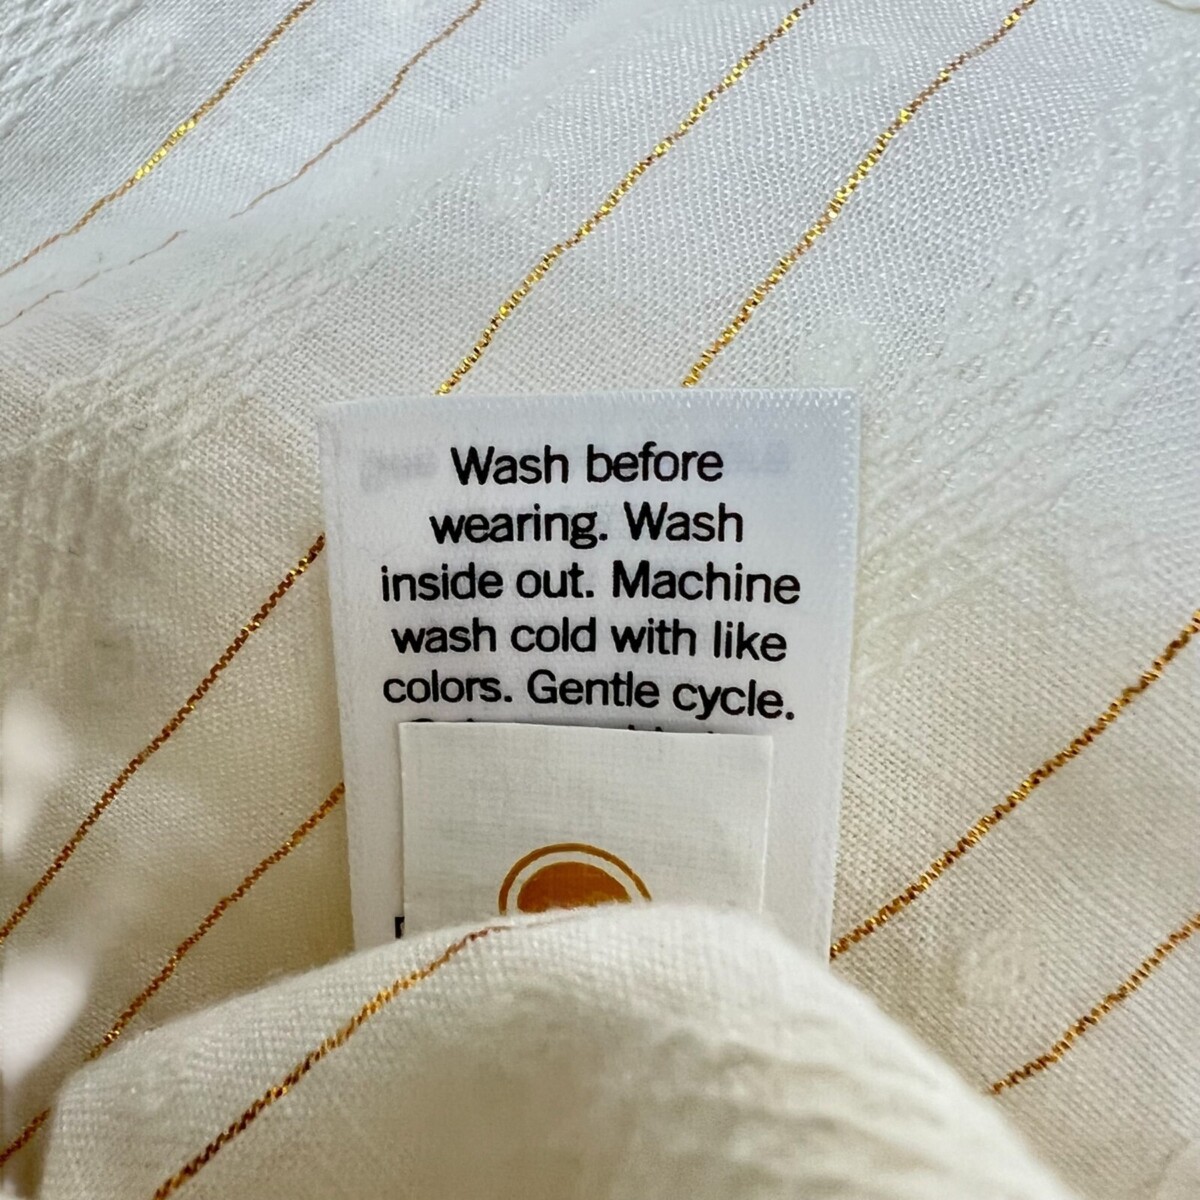 Wash before
wearing. Wash
inside out. Machine
wash cold with like
colors. Gentle cycle.